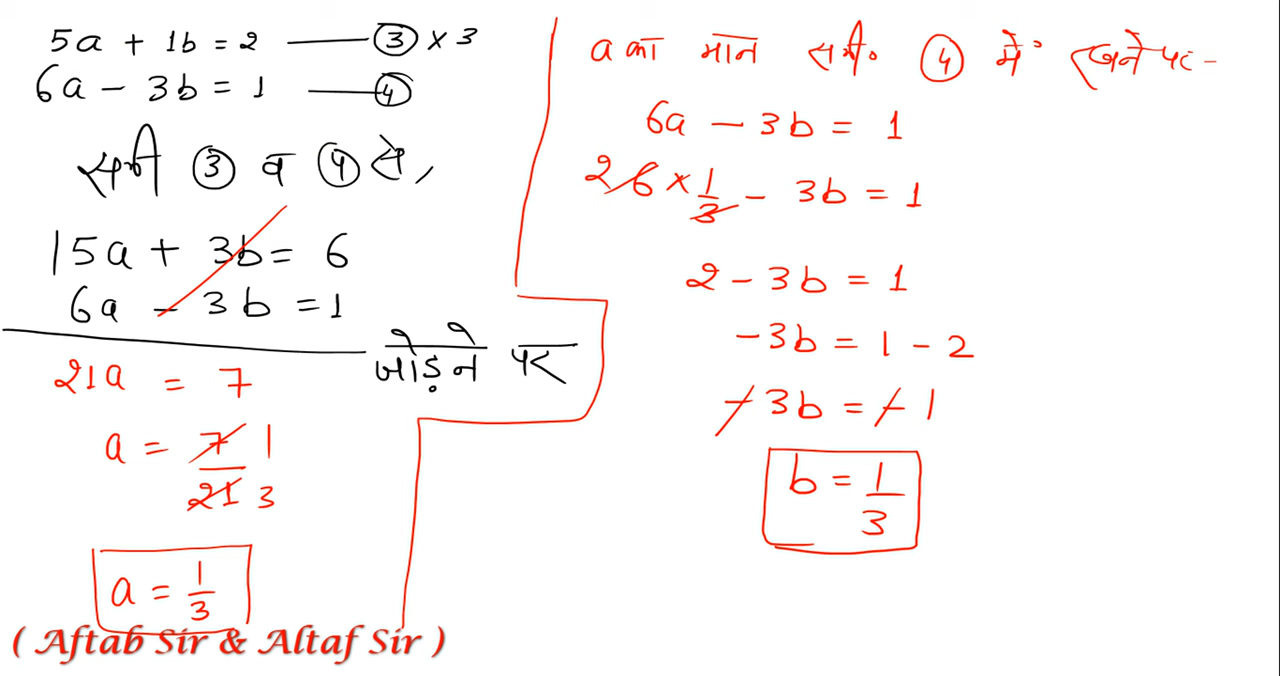 5a + 1b = 2 —— ③ × 3
6a − 3b = 1 —— ④
समी ③ व ④ से,
15a + 3b = 6
6a − 3b = 1
जोड़ने पर
21a = 7
a = 7/21 1/3
a = 1/3
a का मान समी॰ ④ में रखने पर -
6a − 3b = 1
2 6 × 1/3 − 3b = 1
2 − 3b = 1
−3b = 1 − 2
−3b = −1
b = 1/3
( Aftab Sir & Altaf Sir )